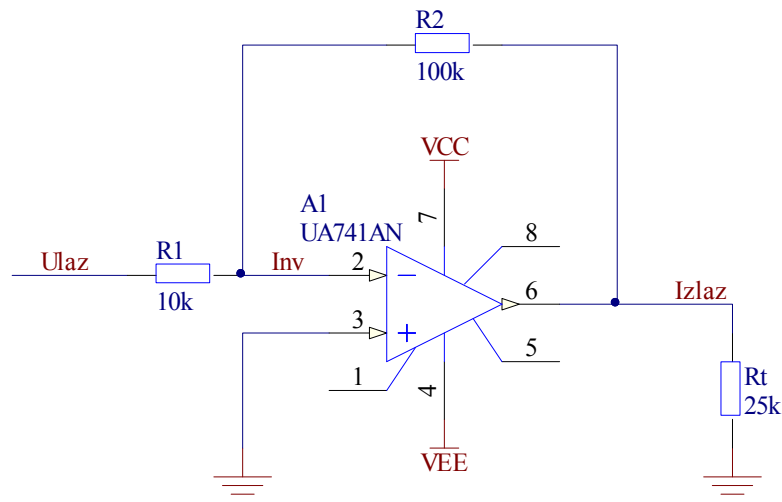 R2
100k
VCC
A1
UA741AN
7
8
Ulaz
R1
Inv
2
6
Izlaz
10k
3
5
1
4
Rt
25k
VEE